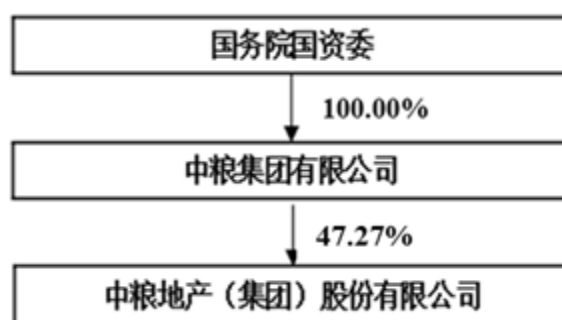 国务院国资委
100.00%
中粮集团有限公司
47.27%
中粮地产（集团）股份有限公司